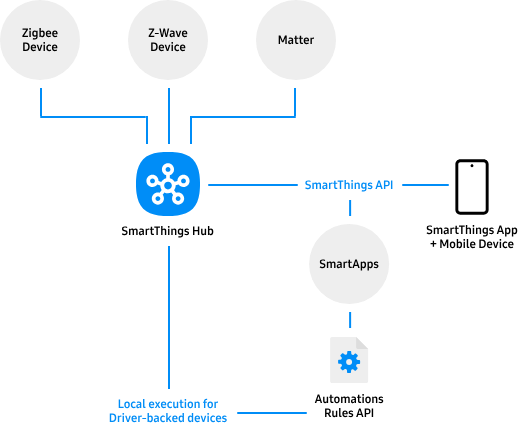 Zigbee
Device
Z-Wave
Device
Matter
SmartThings API
SmartThings Hub
SmartThings App
+ Mobile Device
SmartApps
Automations
Rules API
Local execution for
Driver-backed devices